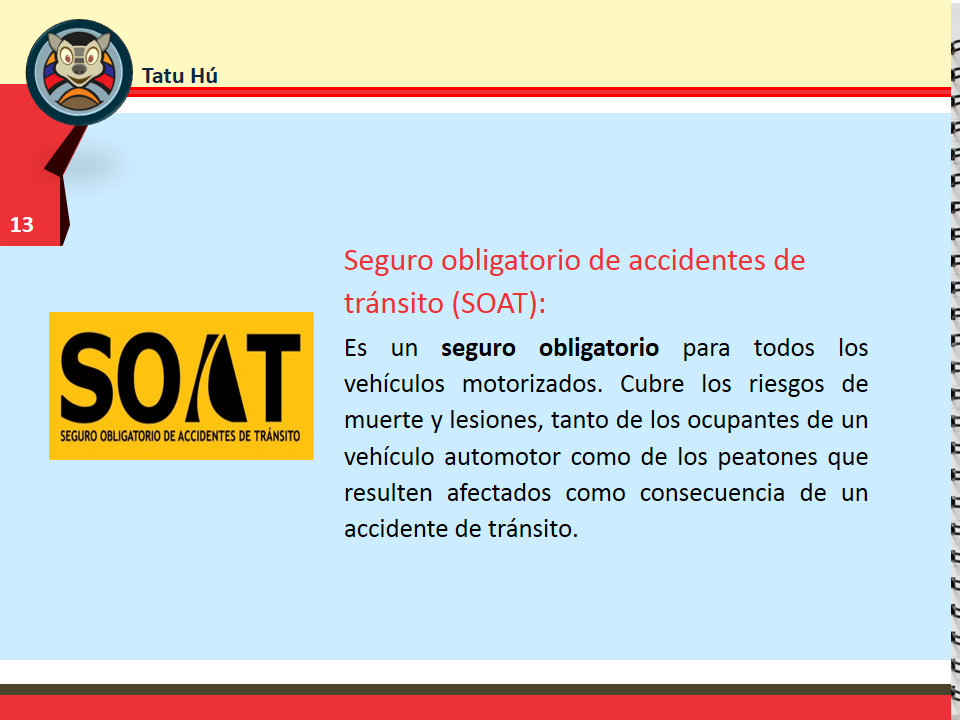 Tatu Hú
13
Seguro obligatorio de accidentes de
tránsito (SOAT):
SOAT
SEGURO OBLIGATORIO DE ACCIDENTES DE TRÁNSITO
Es un seguro obligatorio para todos los
vehículos motorizados. Cubre los riesgos de
muerte y lesiones, tanto de los ocupantes de un
vehículo automotor como de los peatones que
resulten afectados como consecuencia de un
accidente de tránsito.